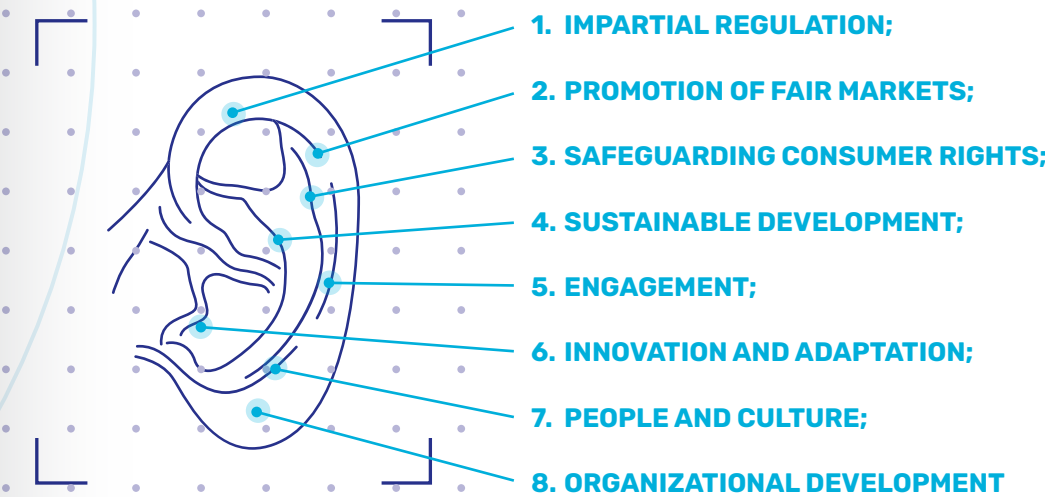 1. IMPARTIAL REGULATION;
2. PROMOTION OF FAIR MARKETS;
3. SAFEGUARDING CONSUMER RIGHTS;
4. SUSTAINABLE DEVELOPMENT;
5. ENGAGEMENT;
6. INNOVATION AND ADAPTATION;
7. PEOPLE AND CULTURE;
8. ORGANIZATIONAL DEVELOPMENT